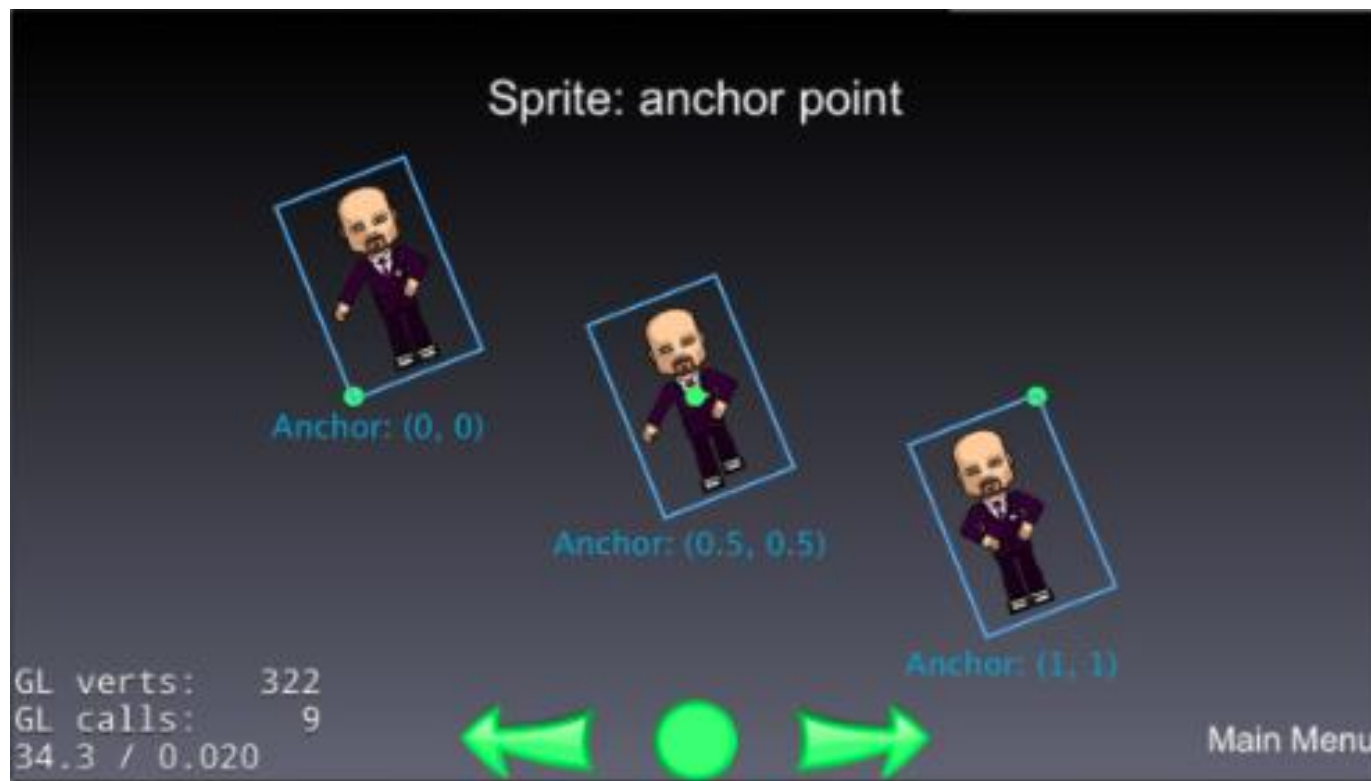 Sprite: anchor point
Anchor: (0, 0)
Anchor: (0.5, 0.5)
Anchor: (1, 1)
GL verts: 322
GL calls: 9
34.3 / 0.020
Main Menu